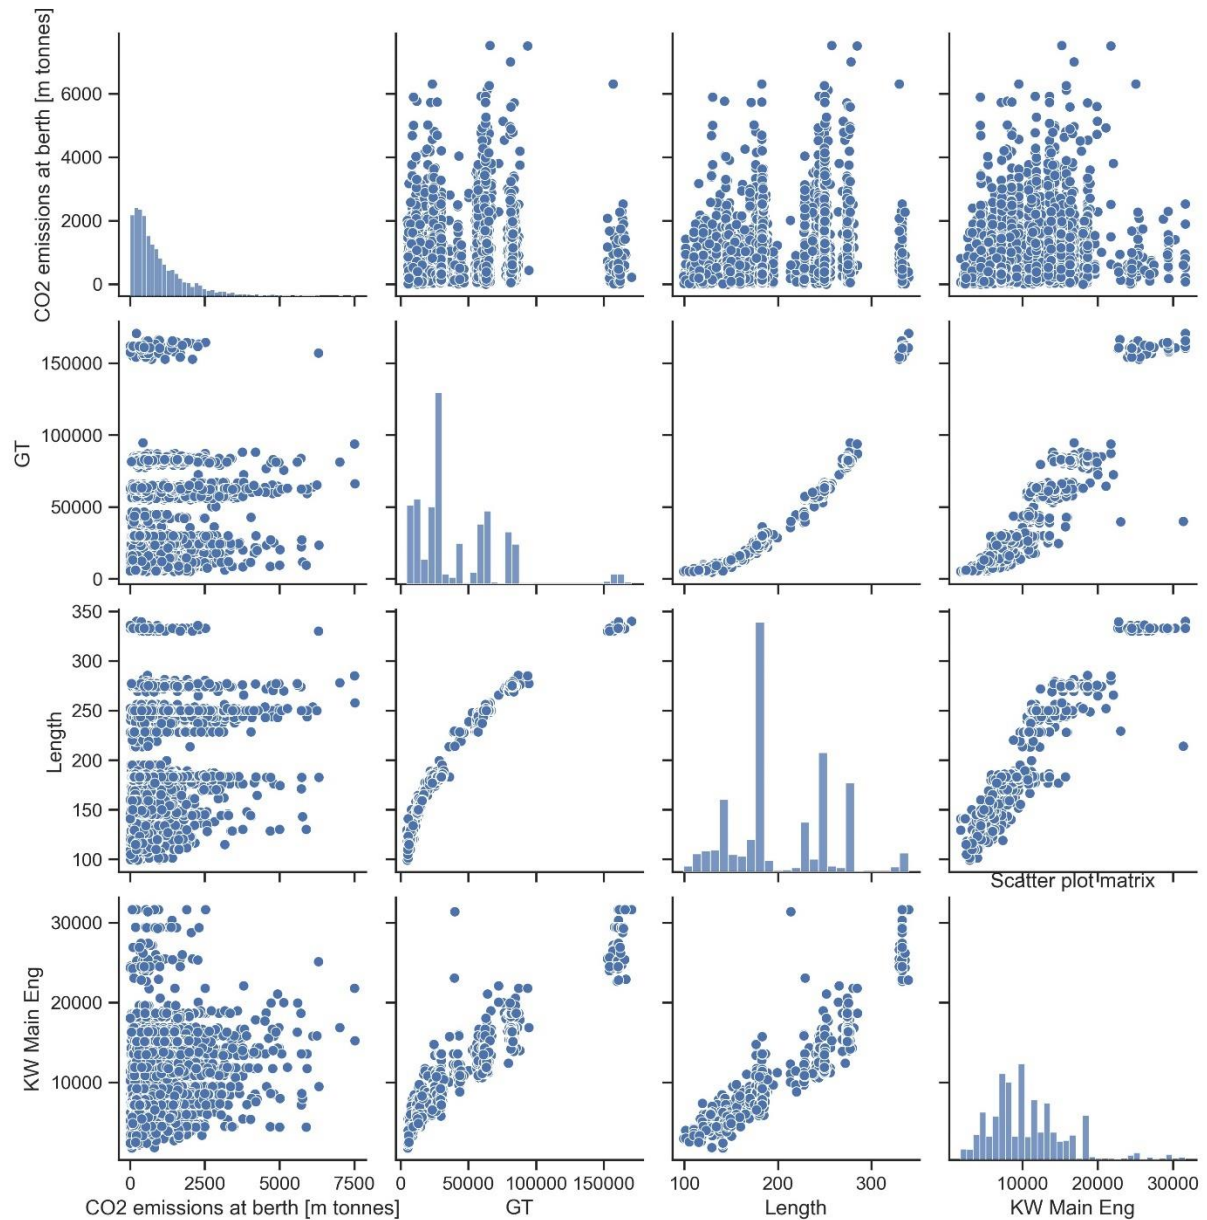 CO2 emissions at berth [m tonnes]
6000
4000
2000
0
GT
150000
100000
50000
0
Length
350
300
250
200
150
100
Scatter plot matrix
KW Main Eng
30000
20000
10000
0 2500 5000 7500
0 50000 100000 150000
100 200 300
10000 20000 30000
CO2 emissions at berth [m tonnes]
GT
Length
KW Main Eng